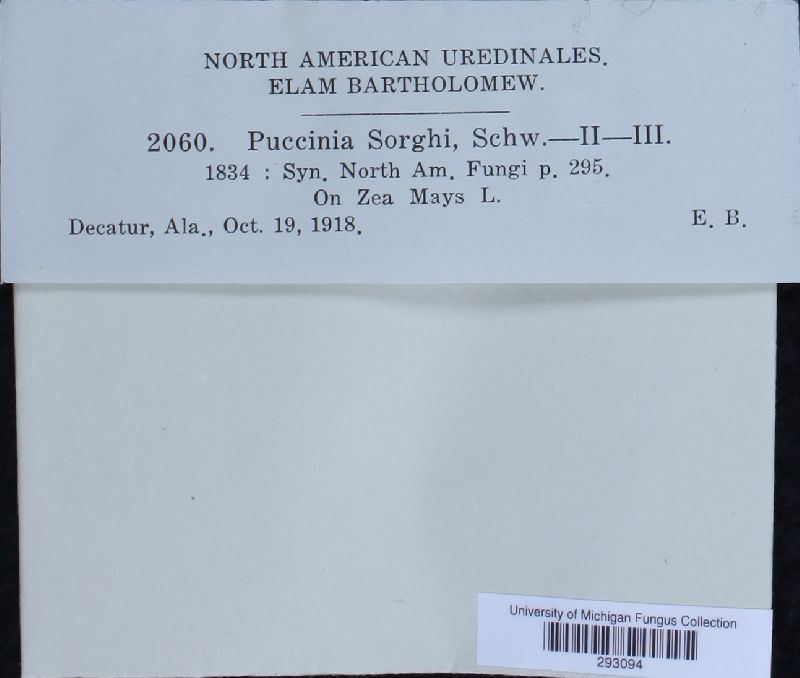 NORTH AMERICAN UREDINALES.
ELAM BARTHOLOMEW.
2060. Puccinia Sorghi, Schw.—II—III.
1834 : Syn. North Am. Fungi p. 295.
On Zea Mays L.
Decatur, Ala., Oct. 19, 1918. E. B.
University of Michigan Fungus Collection
293094